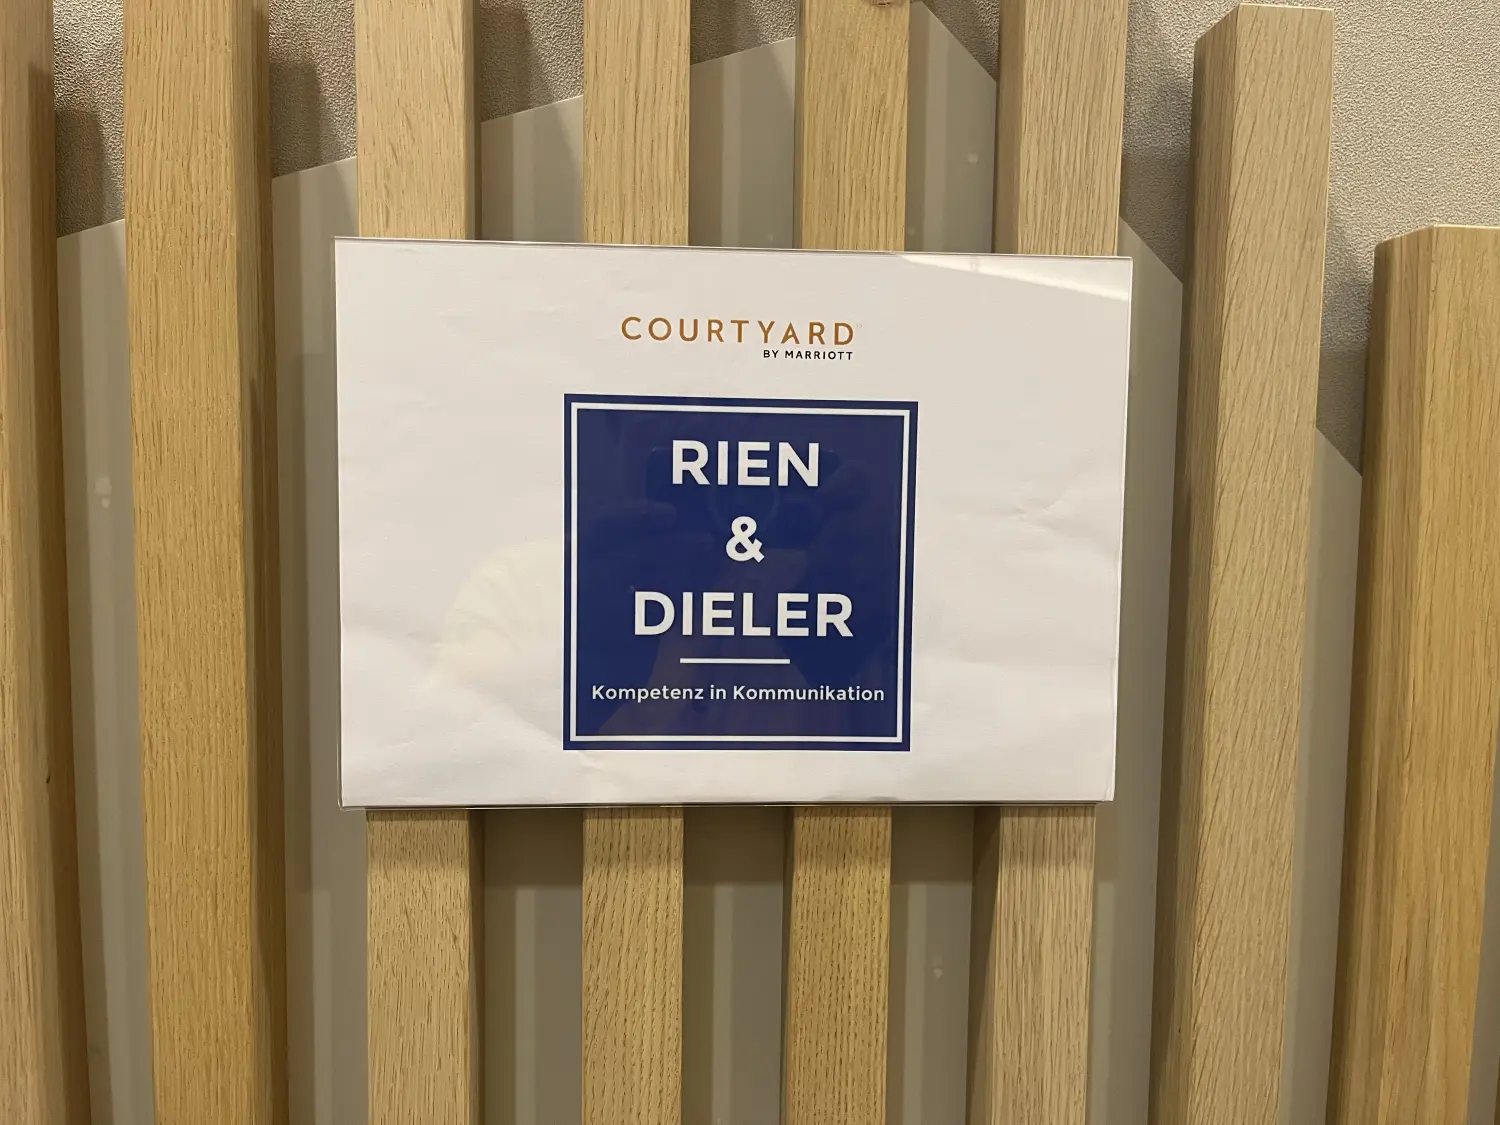 COURTYARD
BY MARRIOTT
RIEN
&
DIELER
Kompetenz in Kommunikation